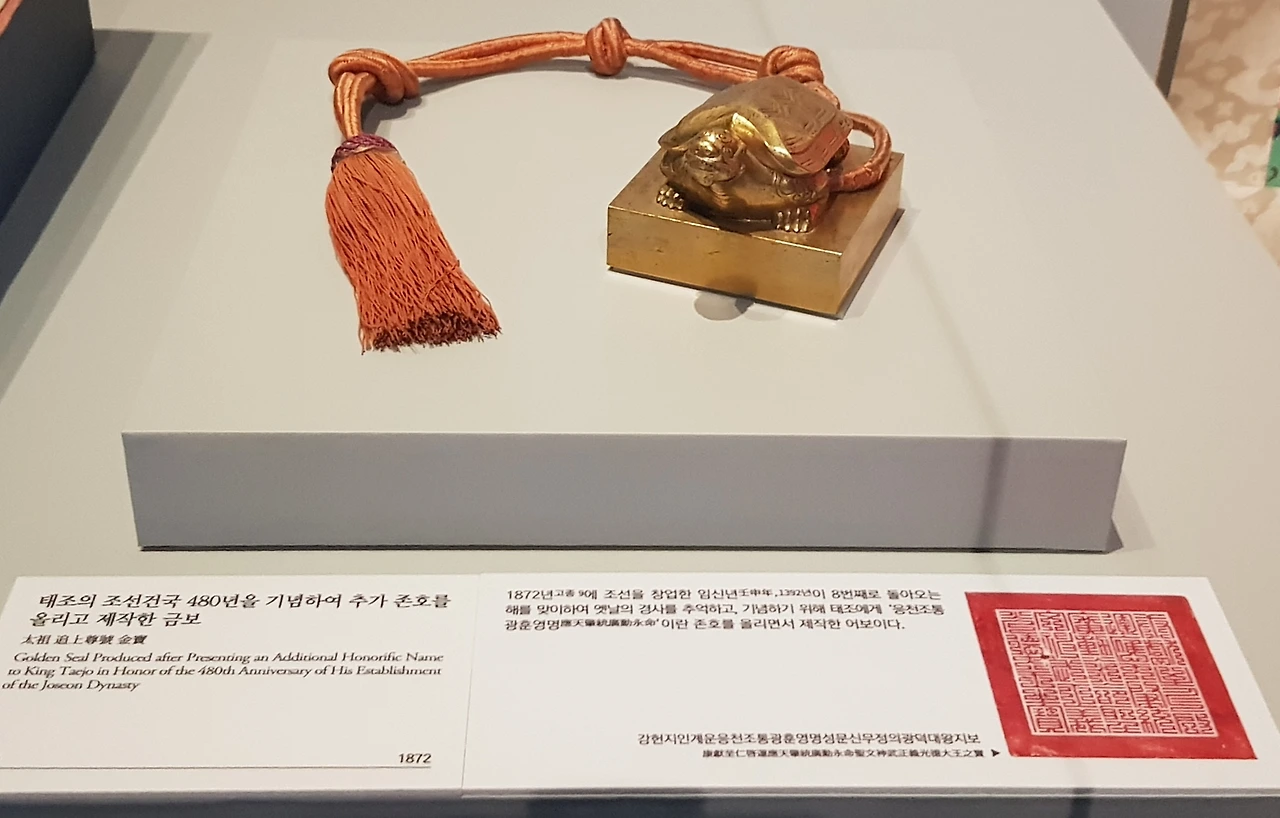 태조의 조선건국 480년을 기념하여 추가 존호를
올리고 제작한 금보
太祖 追上尊號 金寶
Golden Seal Produced after Presenting an Additional Honorific Name
to King Taejo in Honor of the 480th Anniversary of His Establishment
of the Joseon Dynasty
1872
1872년고종 9에 조선을 창업한 임신년壬申年, 1392년이 8번째로 돌아오는
해를 맞이하여 옛날의 경사를 추억하고, 기념하기 위해 태조에게 '응천조통
광훈영명應天肇統廣勳永命'이란 존호를 올리면서 제작한 어보이다.
강헌지인계운응천조통광훈영명성문신무정의광덕대왕지보
康獻至仁啓運應天肇統廣勳永命聖文神武正義光德大王之寶 ▶